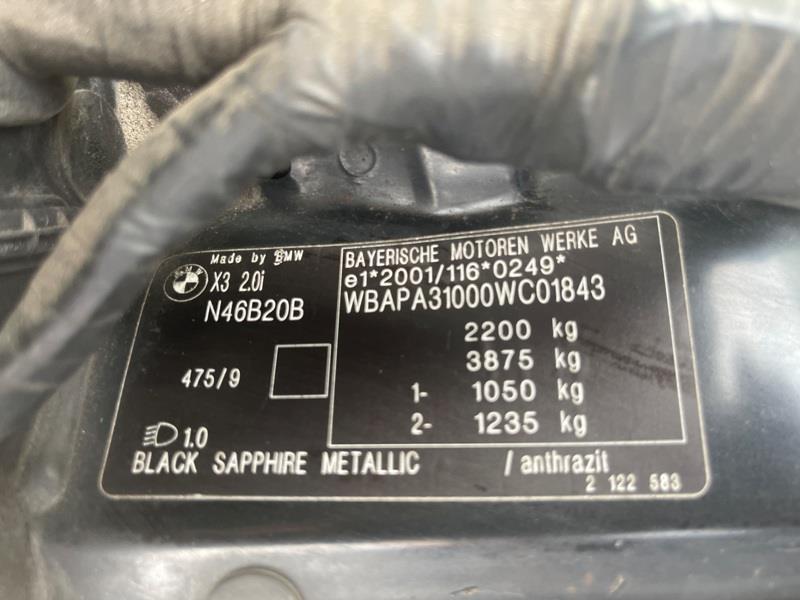 Made by BMW
BMW
X3 2.0i
N46B20B
475/9
1.0
BAYERISCHE MOTOREN WERKE AG
e1*2001/116*0249*
WBAPA31000WC01843
2200 kg
3875 kg
1- 1050 kg
2- 1235 kg
BLACK SAPPHIRE METALLIC / anthrazit
2 122 583